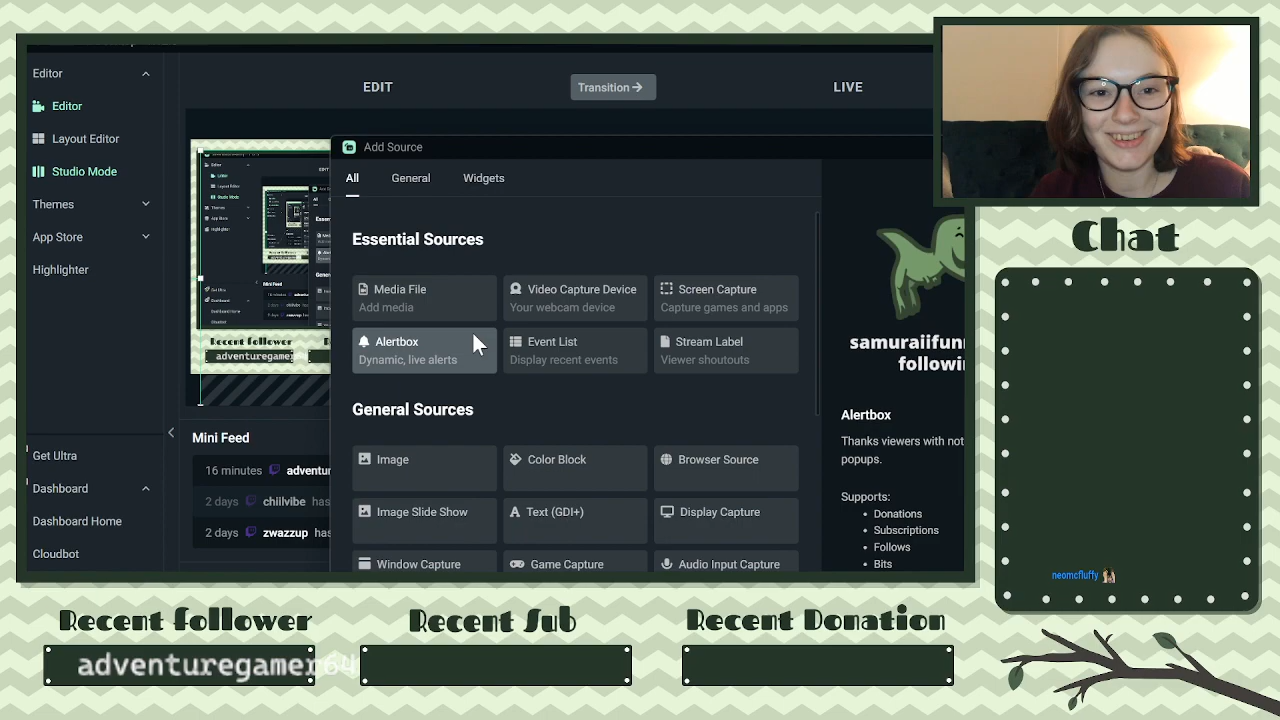 Editor
Editor
Layout Editor
Studio Mode
Themes
App Store
Highlighter
Get Ultra
Dashboard
Dashboard Home
Cloudbot
EDIT
Transition
LIVE
Add Source
All
General
Widgets
Essential Sources
Media File
Add media
Video Capture Device
Your webcam device
Screen Capture
Capture games and apps
Alertbox
Dynamic, live alerts
Event List
Display recent events
Stream Label
Viewer shoutouts
General Sources
Image
Color Block
Browser Source
Image Slide Show
Text (GDI+)
Display Capture
Window Capture
Game Capture
Audio Input Capture
Recent follower
adventuregamer
Mini Feed
16 minutes
adventur
2 days
chiilvibe has
2 days
zwazzup has
samuraiifun
followi
Alertbox
Thanks viewers with not
popups.
Supports:
Donations
Subscriptions
Follows
Bits
Chat
neomcfluffy
Recent follower
adventuregamer64
Recent Sub
Recent Donation